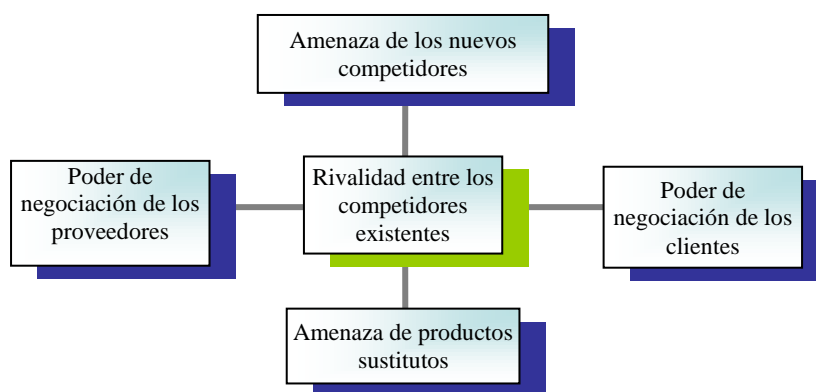 Amenaza de los nuevos
competidores
Poder de
negociación de los
proveedores
Rivalidad entre los
competidores
existentes
Poder de
negociación de los
clientes
Amenaza de productos
sustitutos